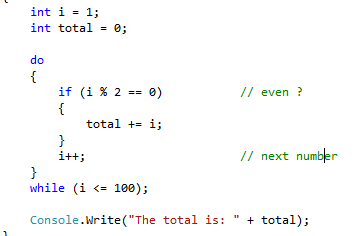 {
int i = 1;
int total = 0;
do
{
if (i % 2 == 0) // even ?
{
total += i;
}
i++; // next number
}
while (i <= 100);
Console.Write("The total is: " + total);
}